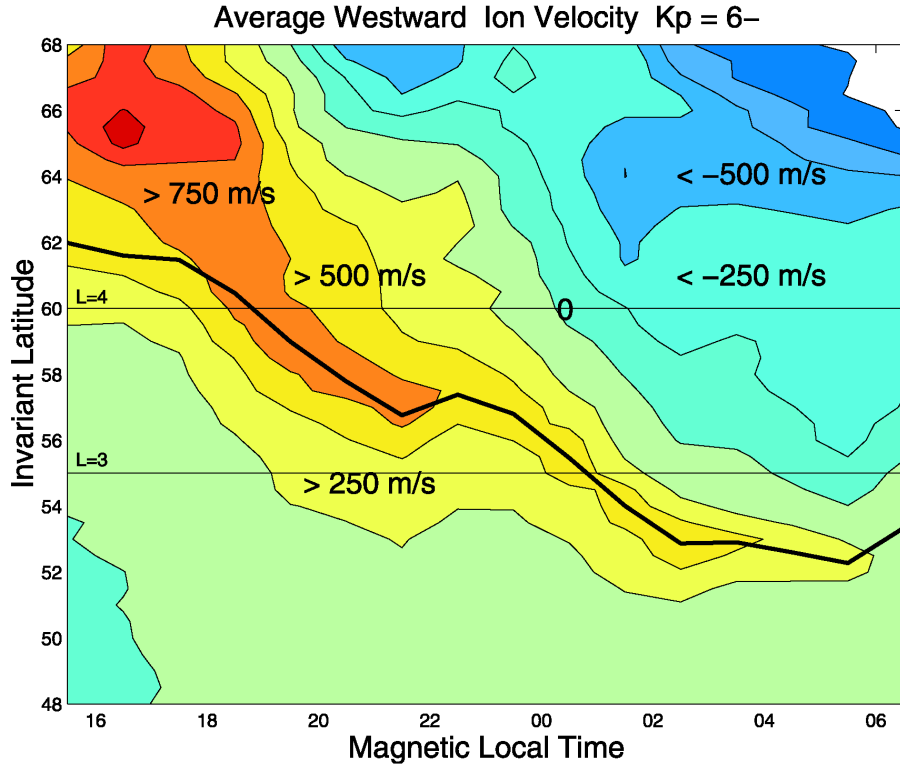 Average Westward Ion Velocity Kp = 6−
68
66
64
62
60
58
56
54
52
50
48
Invariant Latitude
> 750 m/s
< −500 m/s
> 500 m/s
< −250 m/s
L=4
0
L=3
> 250 m/s
16 18 20 22 00 02 04 06
Magnetic Local Time